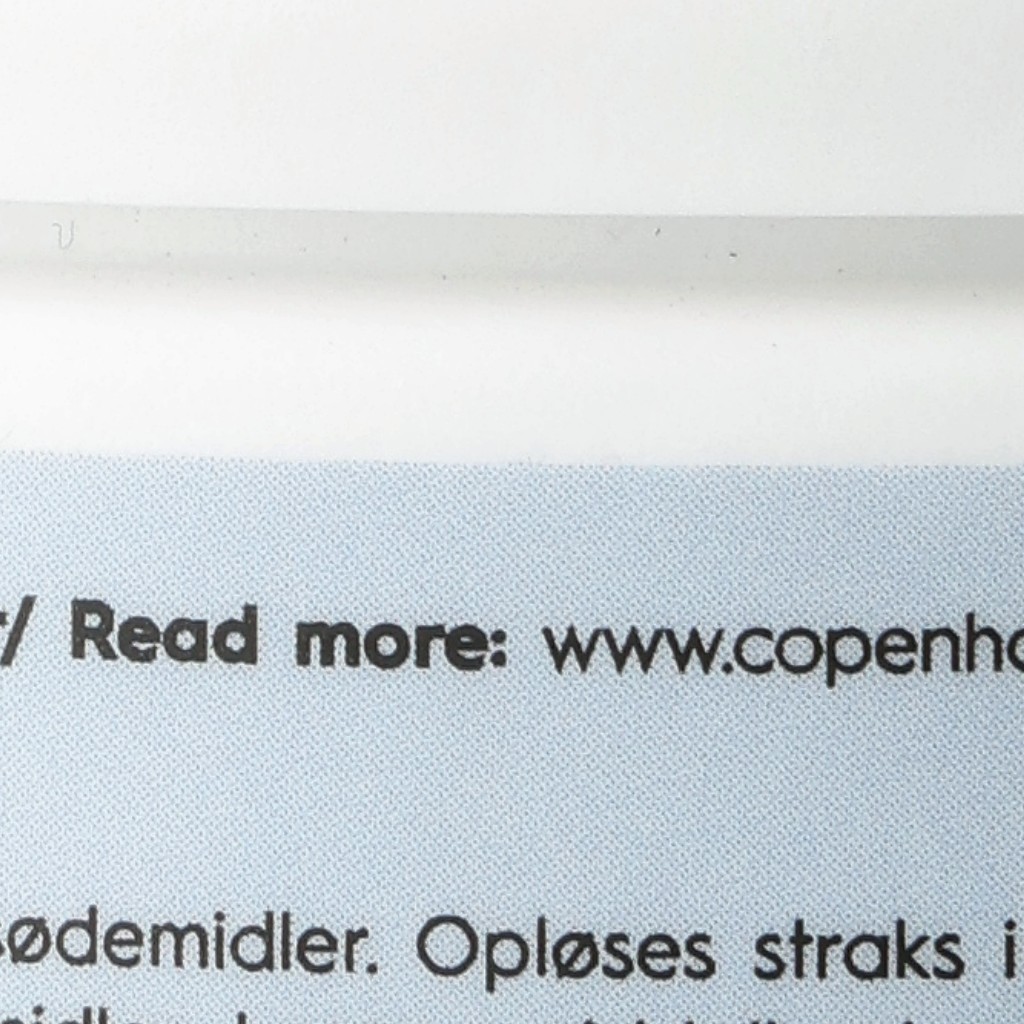 / Read more: www.copenh
sødemidler. Opløses straks i